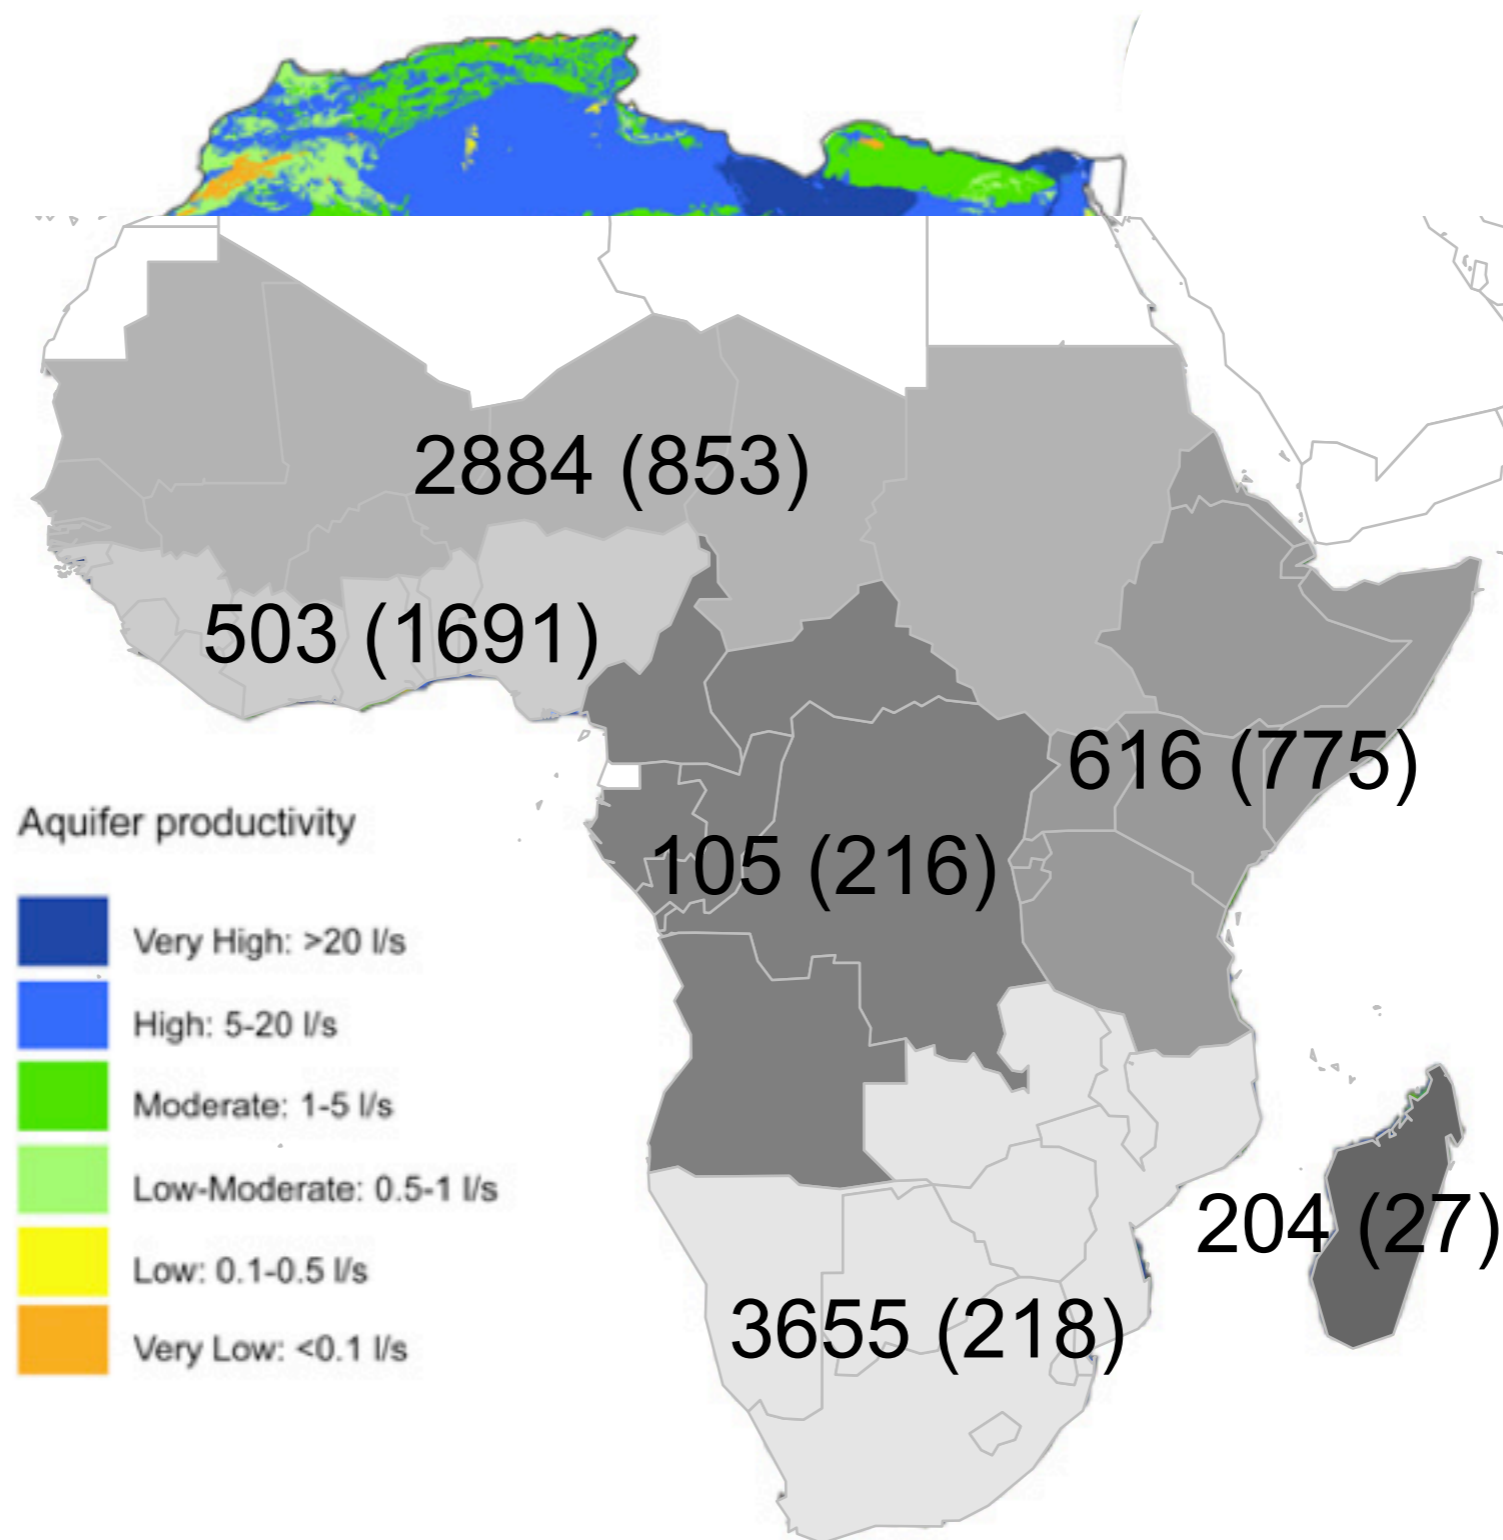 2884 (853)
503 (1691)
616 (775)
105 (216)
204 (27)
3655 (218)
Aquifer productivity
Very High: >20 l/s
High: 5-20 l/s
Moderate: 1-5 l/s
Low-Moderate: 0.5-1 l/s
Low: 0.1-0.5 l/s
Very Low: <0.1 l/s